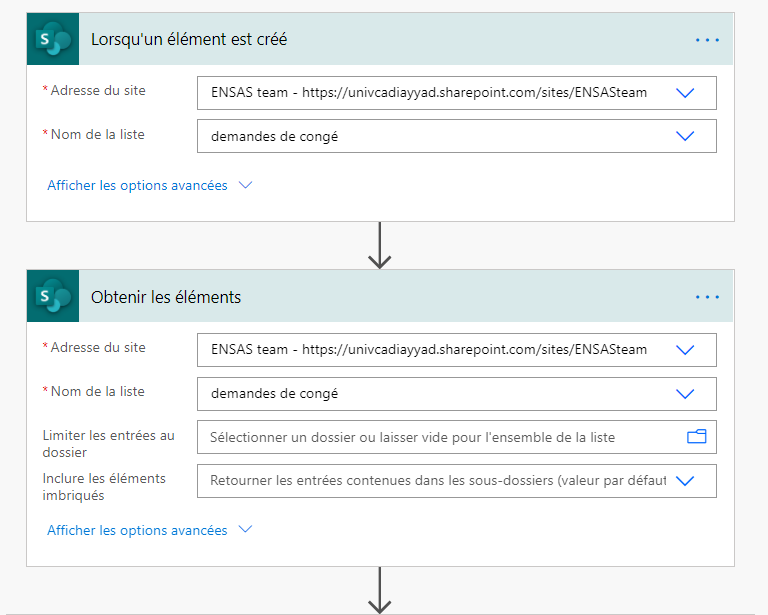 Lorsqu'un élément est créé
* Adresse du site
ENSAS team - https://univcadiayyad.sharepoint.com/sites/ENSASteam
* Nom de la liste
demandes de congé
Afficher les options avancées
Obtenir les éléments
* Adresse du site
ENSAS team - https://univcadiayyad.sharepoint.com/sites/ENSASteam
* Nom de la liste
demandes de congé
Limiter les entrées au
dossier
Sélectionner un dossier ou laisser vide pour l'ensemble de la liste
Inclure les éléments
imbriqués
Retourner les entrées contenues dans les sous-dossiers (valeur par défaut
Afficher les options avancées